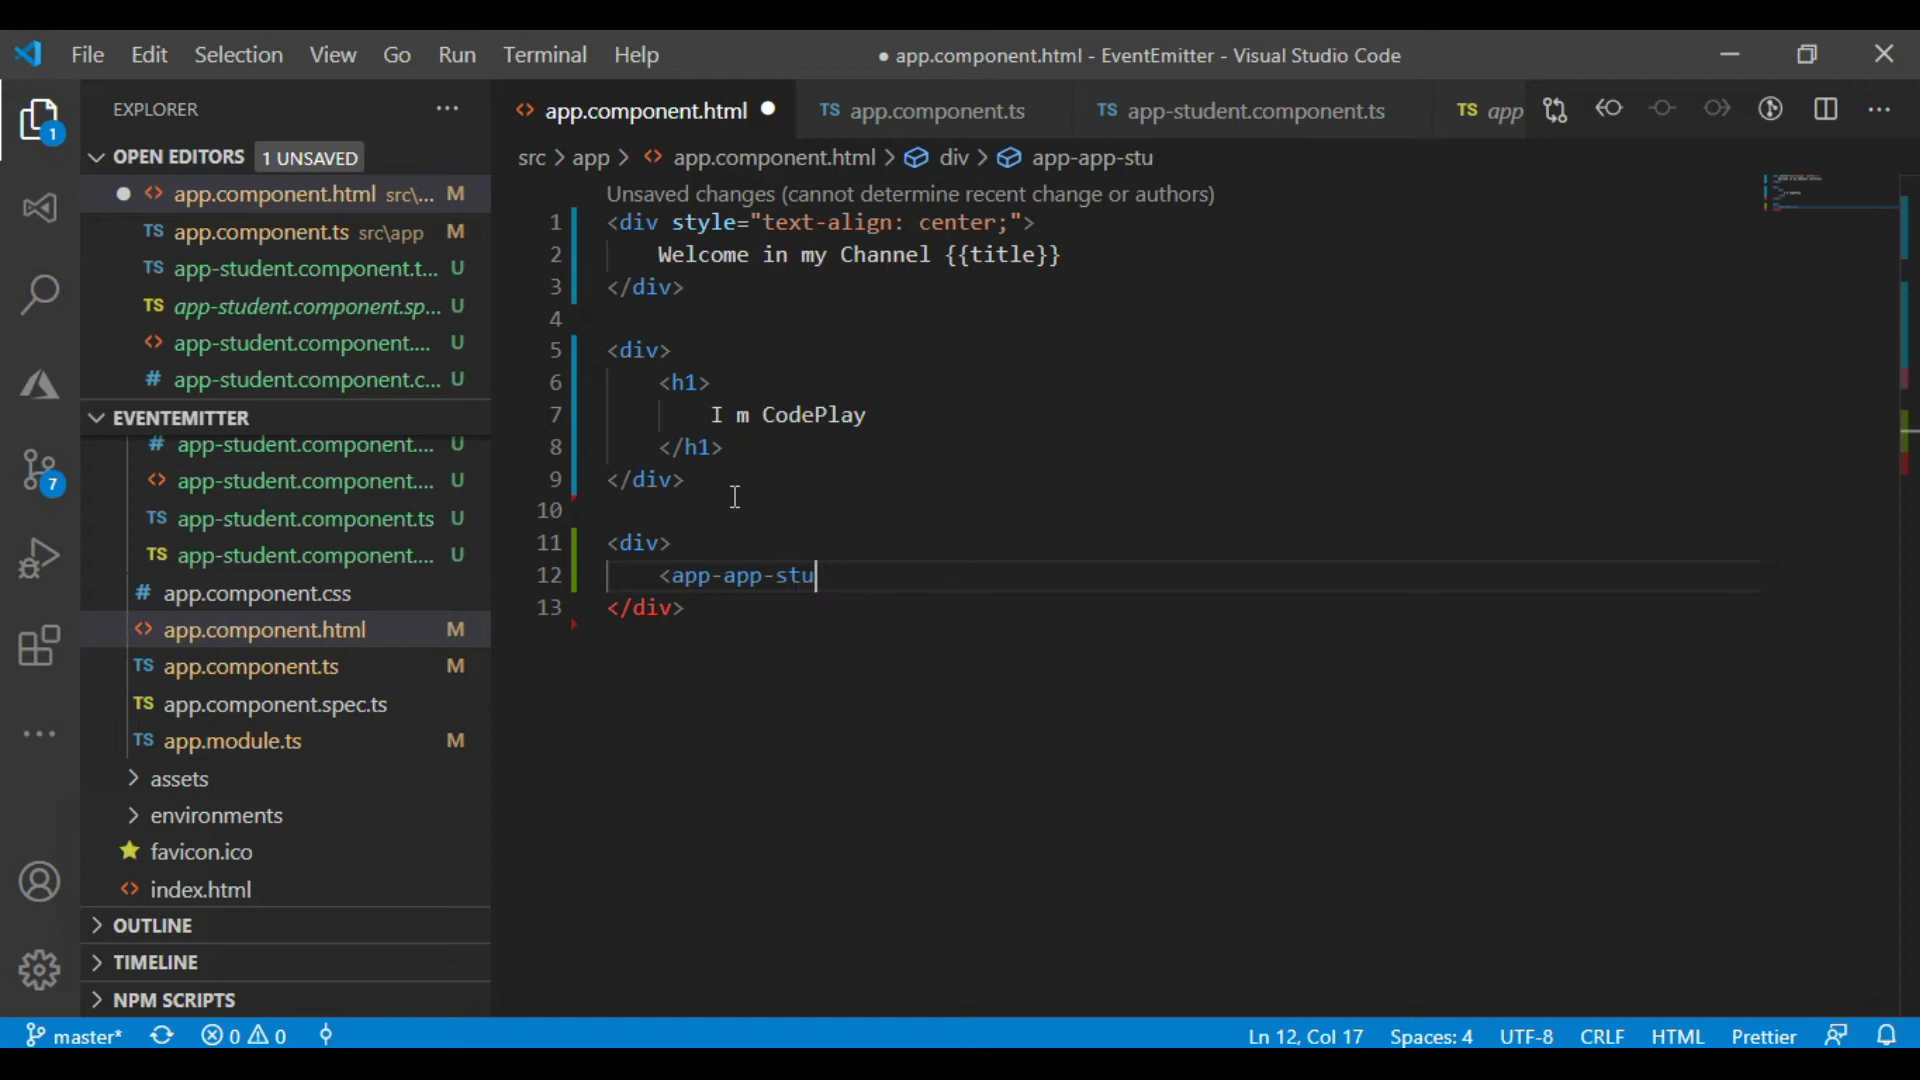 File Edit Selection View Go Run Terminal Help
● app.component.html - EventEmitter - Visual Studio Code
EXPLORER ...
OPEN EDITORS 1 UNSAVED
app.component.html src\... M
TS app.component.ts src\app M
TS app-student.component.t... U
TS app-student.component.sp... U
<> app-student.component.... U
# app-student.component.c... U
EVENTEMITTER
# app-student.component.... U
<> app-student.component.... U
TS app-student.component.ts U
TS app-student.component.... U
# app.component.css
<> app.component.html M
TS app.component.ts M
TS app.component.spec.ts
TS app.module.ts M
assets
environments
favicon.ico
<> index.html
OUTLINE
TIMELINE
NPM SCRIPTS
1
7
<> app.component.html ● TS app.component.ts TS app-student.component.ts TS app
src > app > <> app.component.html > div > app-app-stu
Unsaved changes (cannot determine recent change or authors)
1 <div style="text-align: center;">
2 Welcome in my Channel {{title}}
3 </div>
4
5 <div>
6 <h1>
7 I m CodePlay
8 </h1>
9 </div>
10
11 <div>
12 <app-app-stu
13 </div>
master* 0 0 Ln 12, Col 17 Spaces: 4 UTF-8 CRLF HTML Prettier